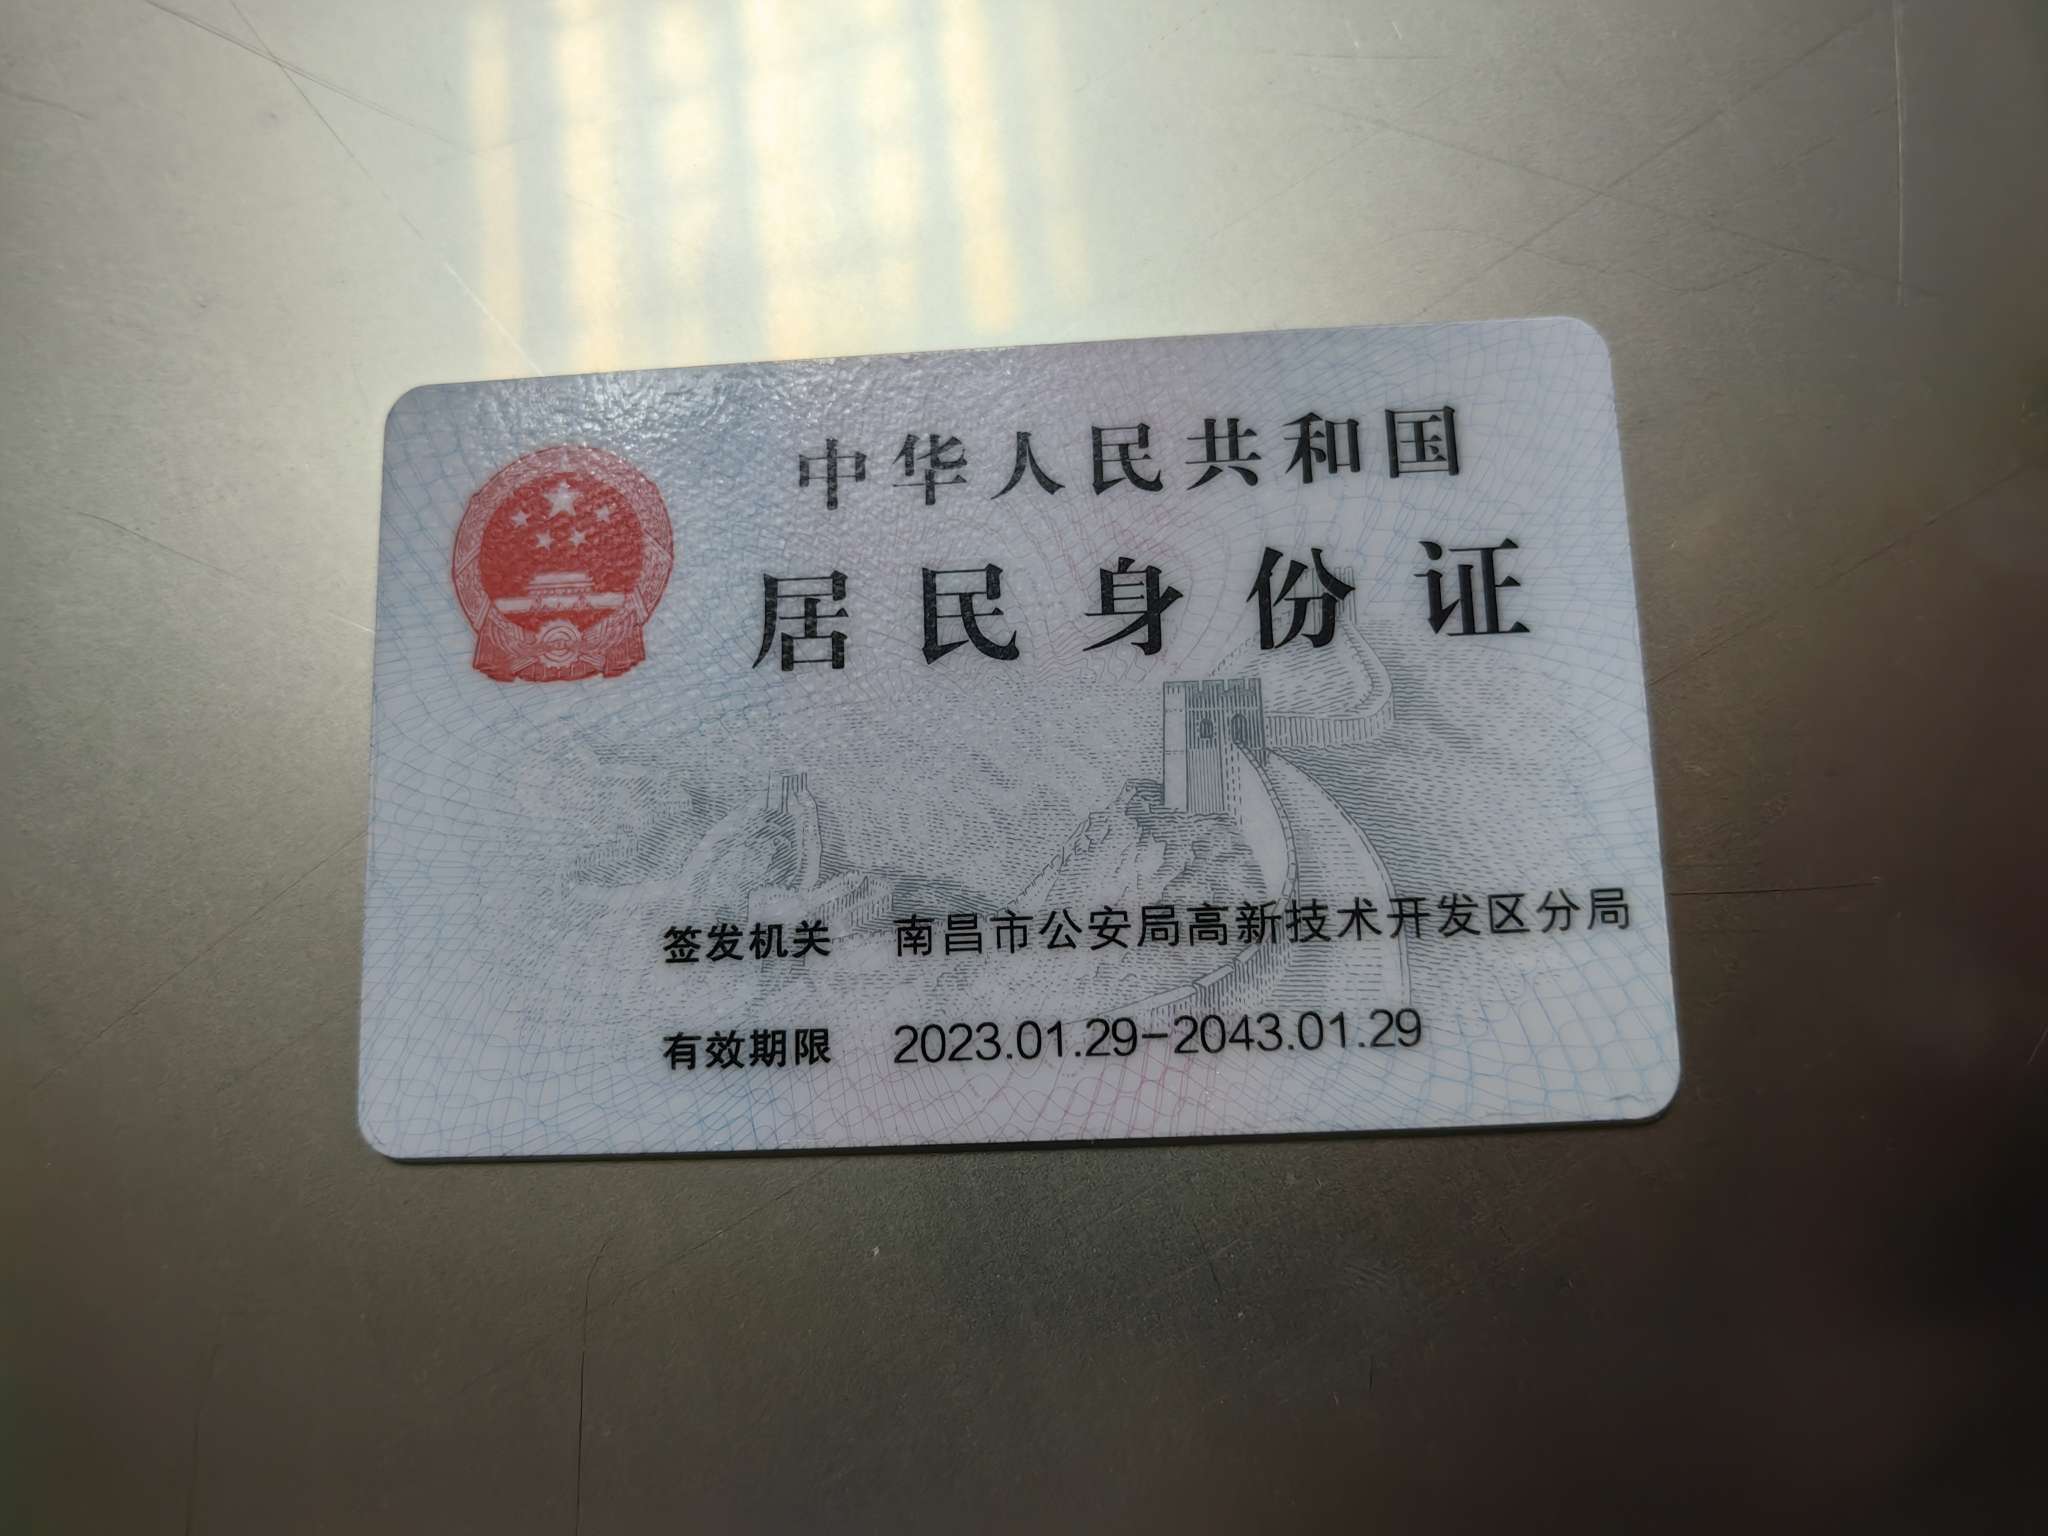 中华人民共和国
居民身份证
签发机关 南昌市公安局高新技术开发区分局
有效期限 2023.01.29-2043.01.29